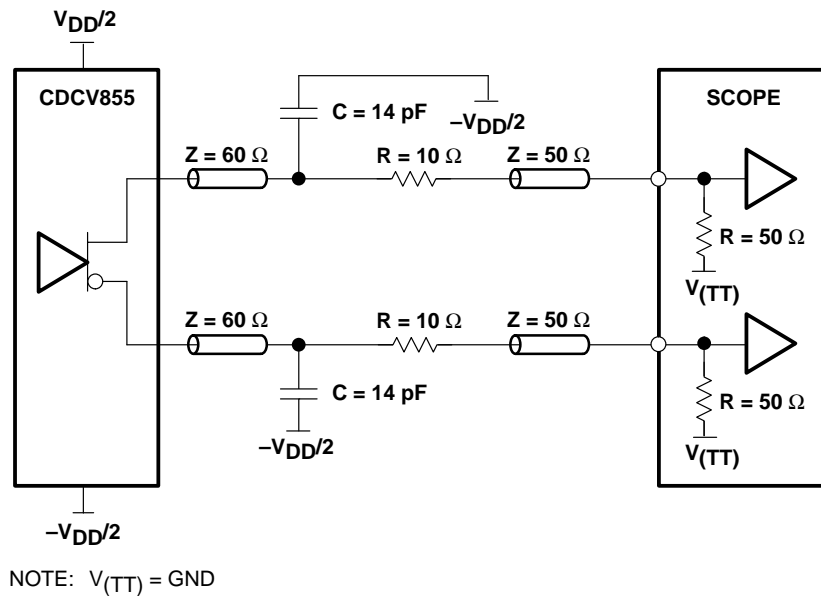 VDD/2
CDCV855
SCOPE
C = 14 pF
–VDD/2
Z = 60 Ω
R = 10 Ω
Z = 50 Ω
R = 50 Ω
V(TT)
Z = 60 Ω
R = 10 Ω
Z = 50 Ω
C = 14 pF
R = 50 Ω
–VDD/2
V(TT)
–VDD/2
NOTE: V(TT) = GND